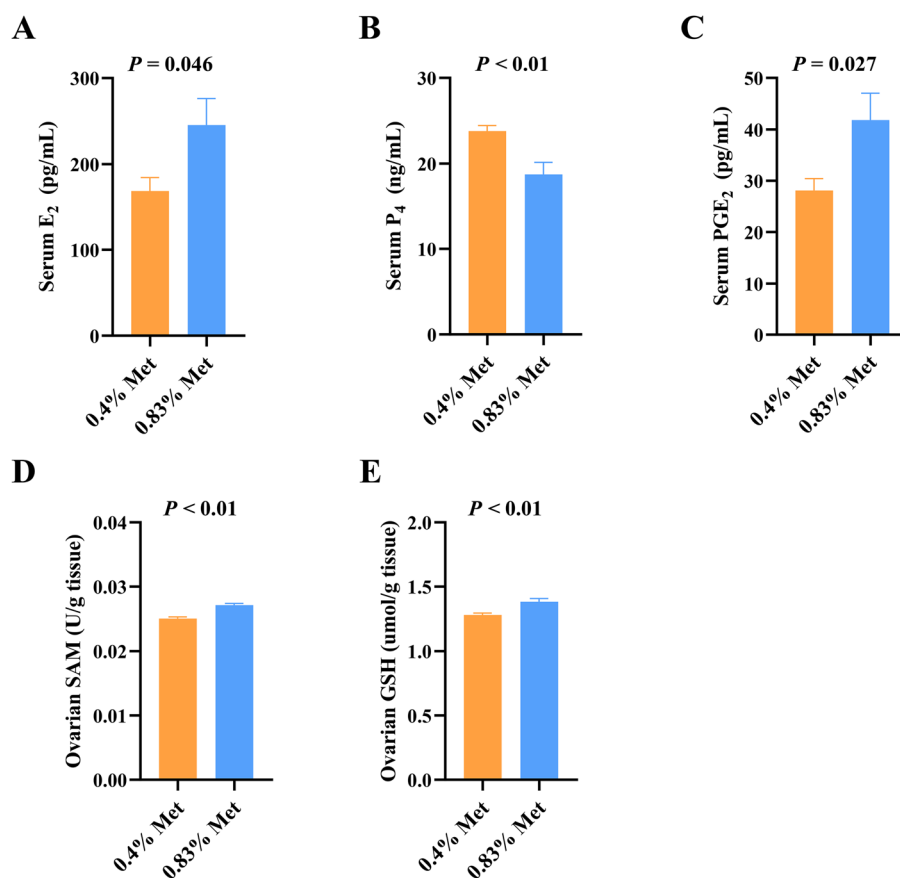 A
P = 0.046
Serum E2 (pg/mL)
300
200
100
0
0.4% Met
0.83% Met
B
P < 0.01
Serum P4 (ng/mL)
30
20
10
0
0.4% Met
0.83% Met
C
P = 0.027
Serum PGE2 (pg/mL)
50
40
30
20
10
0
0.4% Met
0.83% Met
D
P < 0.01
Ovarian SAM (U/g tissue)
0.04
0.03
0.02
0.01
0.00
0.4% Met
0.83% Met
E
P < 0.01
Ovarian GSH (umol/g tissue)
2.0
1.5
1.0
0.5
0.0
0.4% Met
0.83% Met